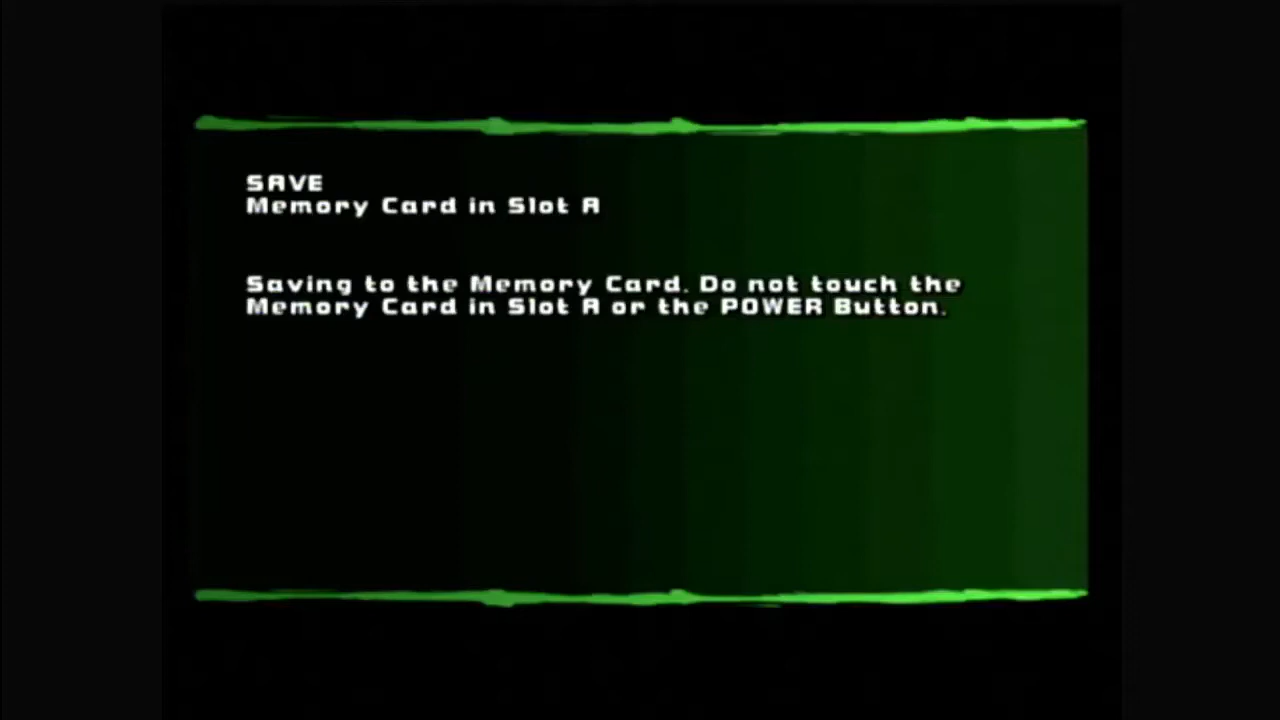 SAVE
Memory Card in Slot A
Saving to the Memory Card. Do not touch the
Memory Card in Slot A or the POWER Button.